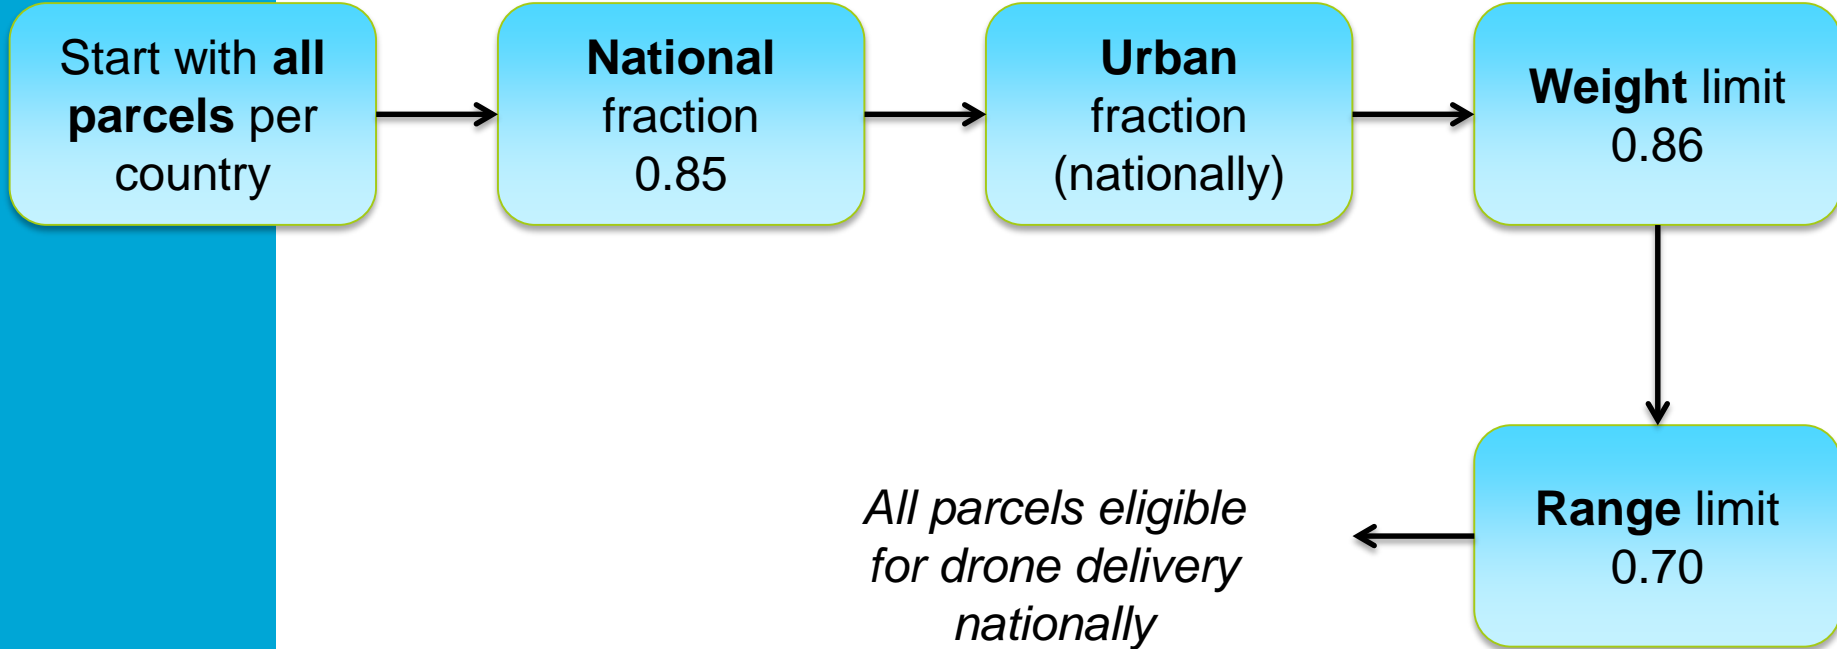 Start with all
parcels per
country
National
fraction
0.85
Urban
fraction
(nationally)
Weight limit
0.86
Range limit
0.70
All parcels eligible
for drone delivery
nationally